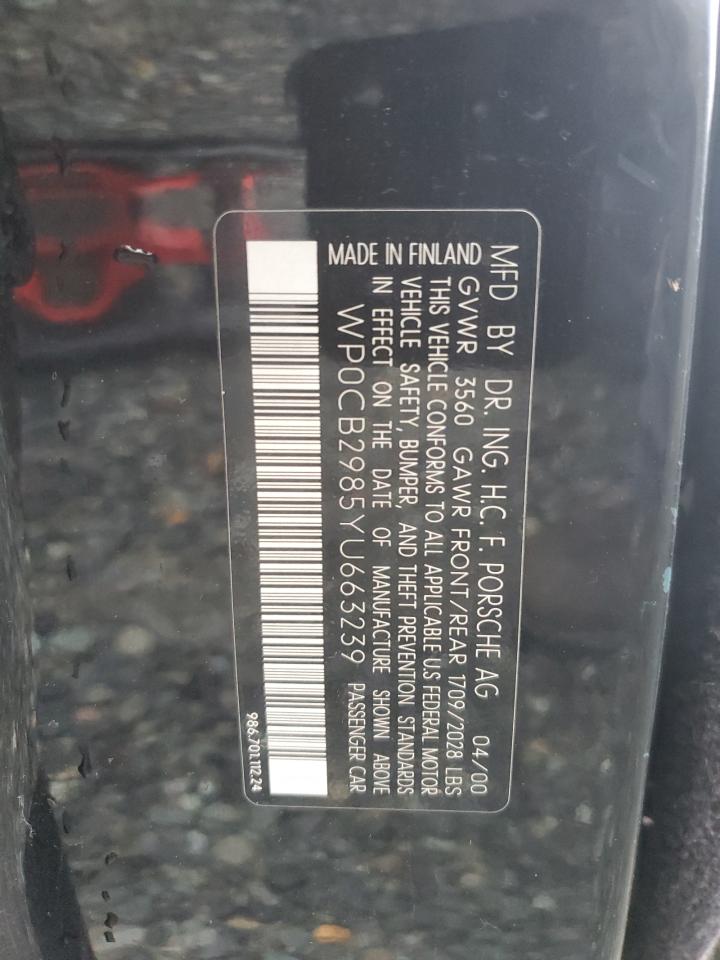 MFD BY DR. ING. H.C. F. PORSCHE AG 04/00
GVWR 3560 GAWR FRONT/REAR 1709/2028 LBS
THIS VEHICLE CONFORMS TO ALL APPLICABLE US FEDERAL MOTOR
VEHICLE SAFETY, BUMPER, AND THEFT PREVENTION STANDARDS
IN EFFECT ON THE DATE OF MANUFACTURE SHOWN ABOVE
MADE IN FINLAND WP0CB2985YU663239 PASSENGER CAR
986.701.112.24